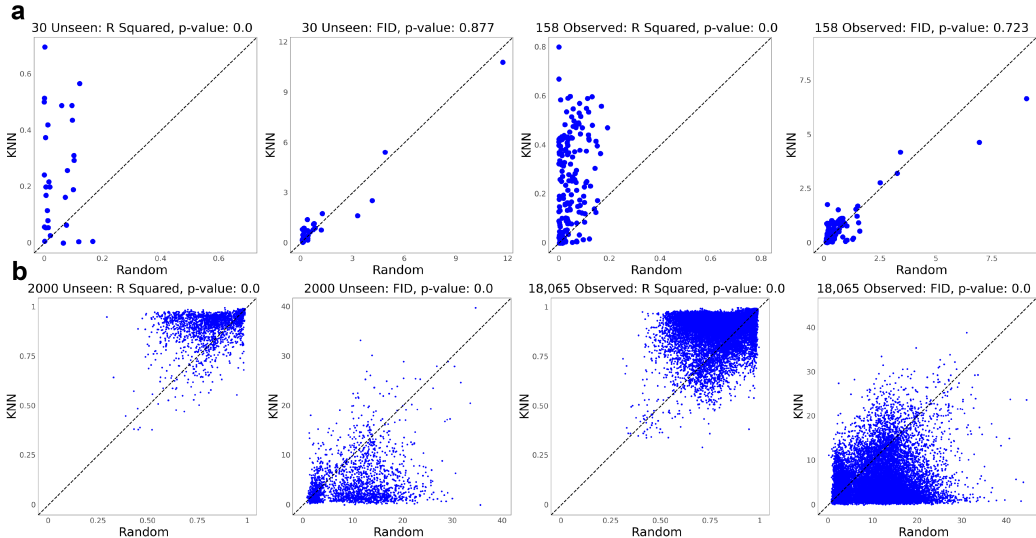 a
30 Unseen: R Squared, p-value: 0.0
30 Unseen: FID, p-value: 0.877
158 Observed: R Squared, p-value: 0.0
158 Observed: FID, p-value: 0.723
KNN
0.6
0.4
0.2
0
0
0.2
0.4
0.6
Random
KNN
12
9
6
3
0
0
3
6
9
12
Random
KNN
0.8
0.6
0.4
0.2
0
0
0.2
0.4
0.6
0.8
Random
KNN
7.5
5
2.5
0
0
2.5
5
7.5
Random
b
2000 Unseen: R Squared, p-value: 0.0
2000 Unseen: FID, p-value: 0.0
18,065 Observed: R Squared, p-value: 0.0
18,065 Observed: FID, p-value: 0.0
KNN
1
0.75
0.50
0.25
0
0
0.25
0.50
0.75
1
Random
KNN
40
30
20
10
0
0
10
20
30
40
Random
KNN
1
0.75
0.50
0.25
0
0
0.25
0.50
0.75
1
Random
KNN
40
30
20
10
0
0
10
20
30
40
Random